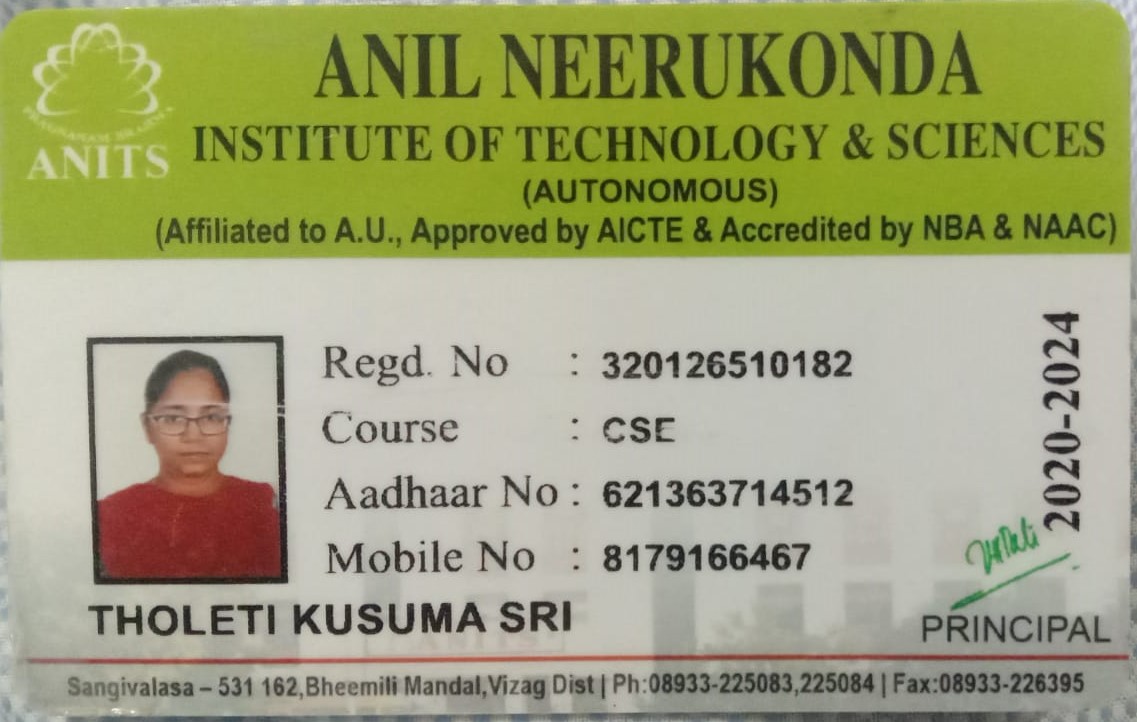 ANITS
ANIL NEERUKONDA
INSTITUTE OF TECHNOLOGY & SCIENCES
(AUTONOMOUS)
(Affiliated to A.U., Approved by AICTE & Accredited by NBA & NAAC)
Regd. No : 320126510182
Course : CSE
Aadhaar No : 621363714512
Mobile No : 8179166467
THOLETI KUSUMA SRI
2020-2024
PRINCIPAL
Sangivalasa – 531 162,Bheemili Mandal,Vizag Dist | Ph:08933-225083,225084 | Fax:08933-226395